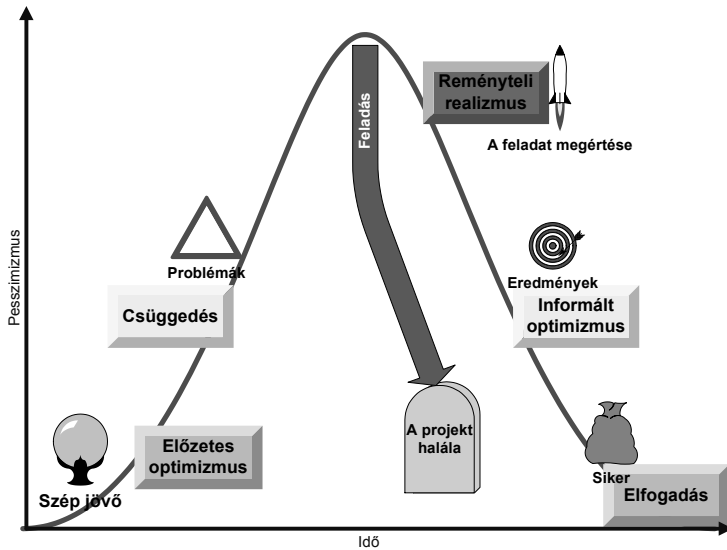 Pesszimizmus
Szép jövő
Előzetes
optimizmus
Csüggedés
Problémák
Feladás
A projekt
halála
Reményteli
realizmus
A feladat megértése
Eredmények
Informált
optimizmus
Siker
Elfogadás
Idő